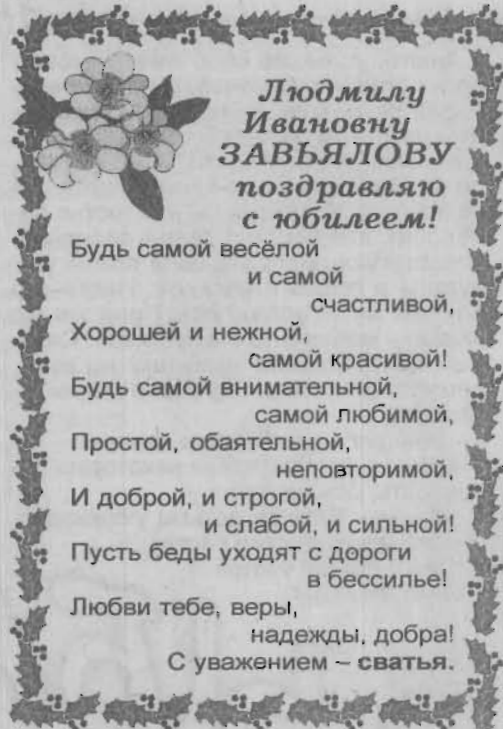 Людмилу
Ивановну
ЗАВЬЯЛОВУ
поздравляю
с юбилеем!
Будь самой весёлой
и самой
счастливой,
Хорошей и нежной,
самой красивой!
Будь самой внимательной,
самой любимой,
Простой, обаятельной,
неповторимой,
И доброй, и строгой,
и слабой, и сильной!
Пусть беды уходят с дороги
в бессилье!
Любви тебе, веры,
надежды, добра!
С уважением – сватья.